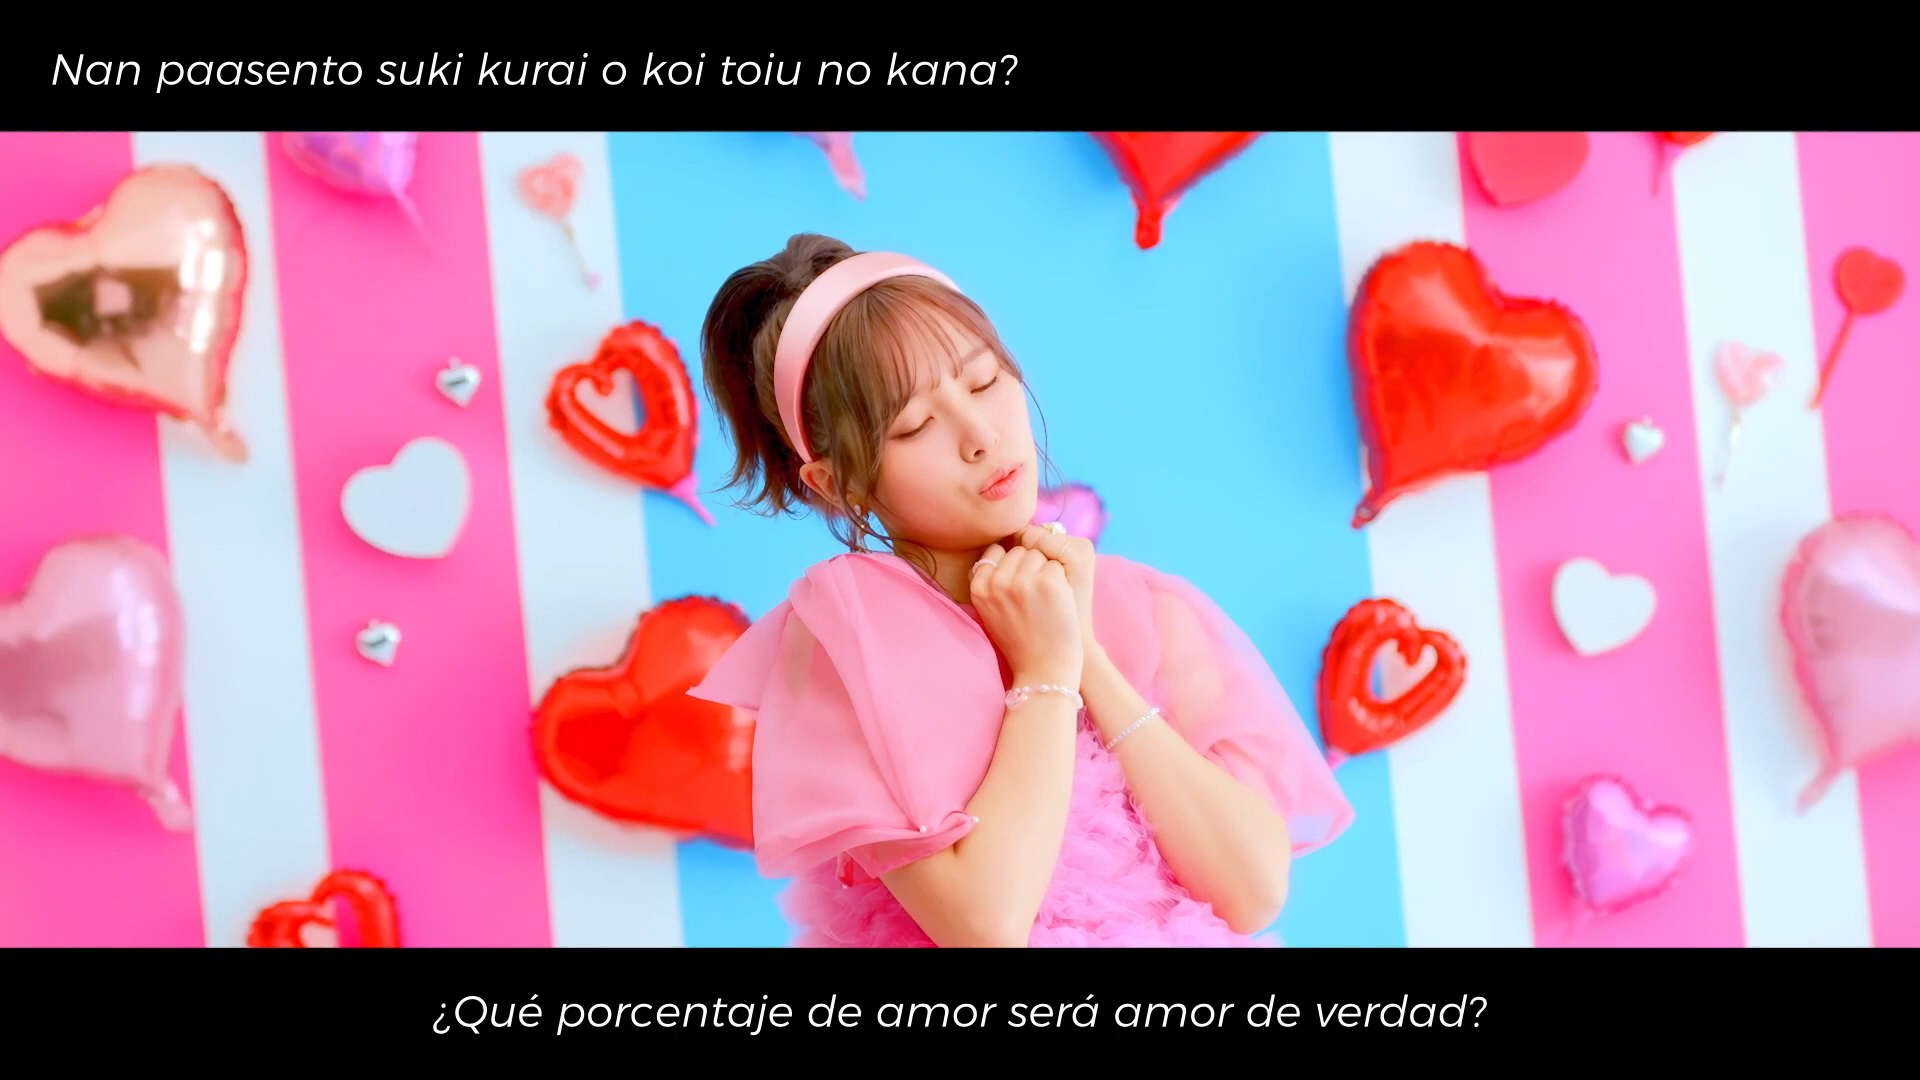 Nan paasento suki kurai o koi toiu no kana?
¿Qué porcentaje de amor será amor de verdad?